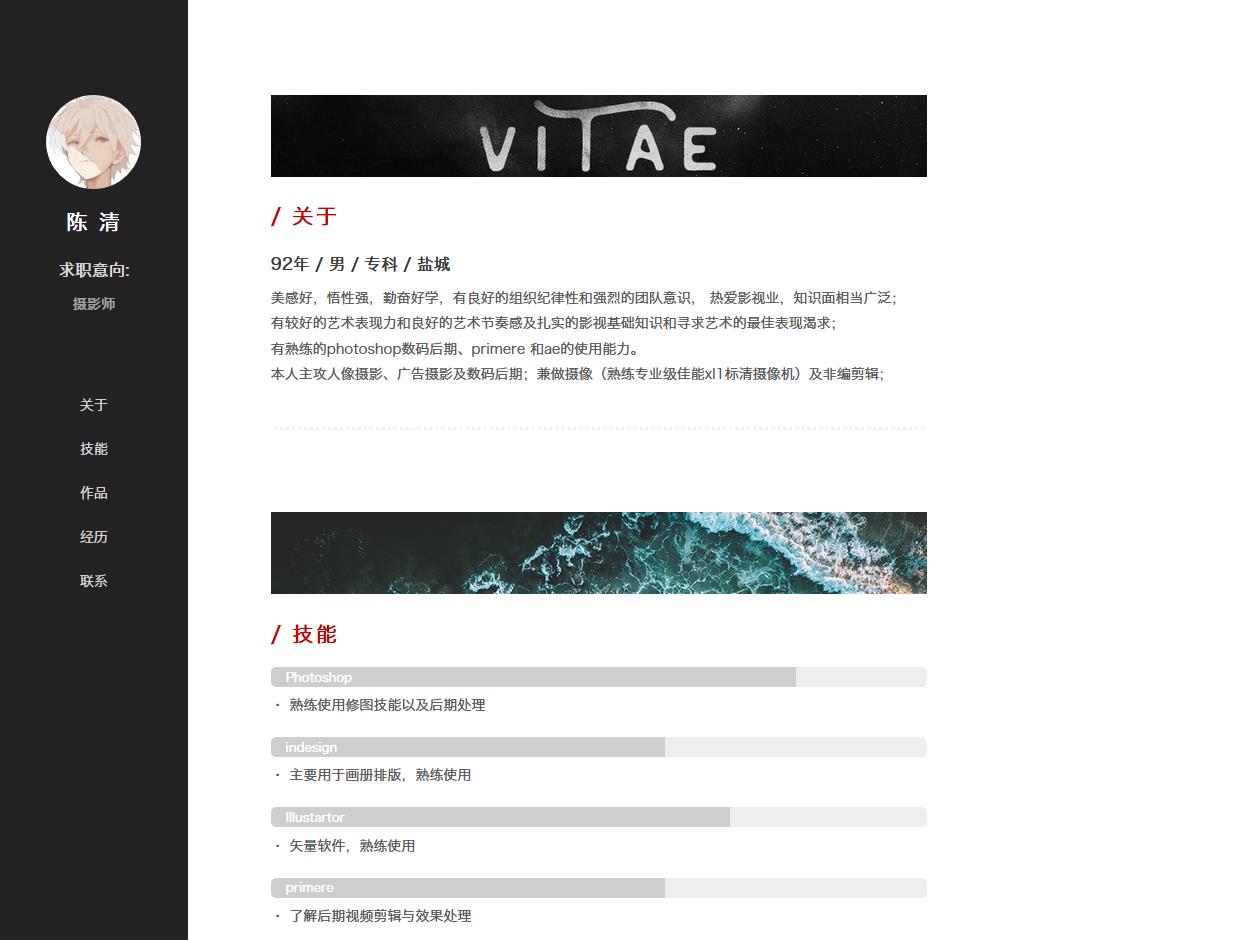 陈 清
求职意向:
摄影师
关于
技能
作品
经历
联系
VITAE
/ 关于
92年 / 男 / 专科 / 盐城
美感好，悟性强，勤奋好学，有良好的组织纪律性和强烈的团队意识， 热爱影视业，知识面相当广泛；
有较好的艺术表现力和良好的艺术节奏感及扎实的影视基础知识和寻求艺术的最佳表现渴求；
有熟练的photoshop数码后期、primere 和ae的使用能力。
本人主攻人像摄影、广告摄影及数码后期；兼做摄像（熟练专业级佳能xl1标清摄像机）及非编剪辑；
/ 技能
Photoshop
· 熟练使用修图技能以及后期处理
indesign
· 主要用于画册排版，熟练使用
Illustartor
· 矢量软件，熟练使用
primere
· 了解后期视频剪辑与效果处理